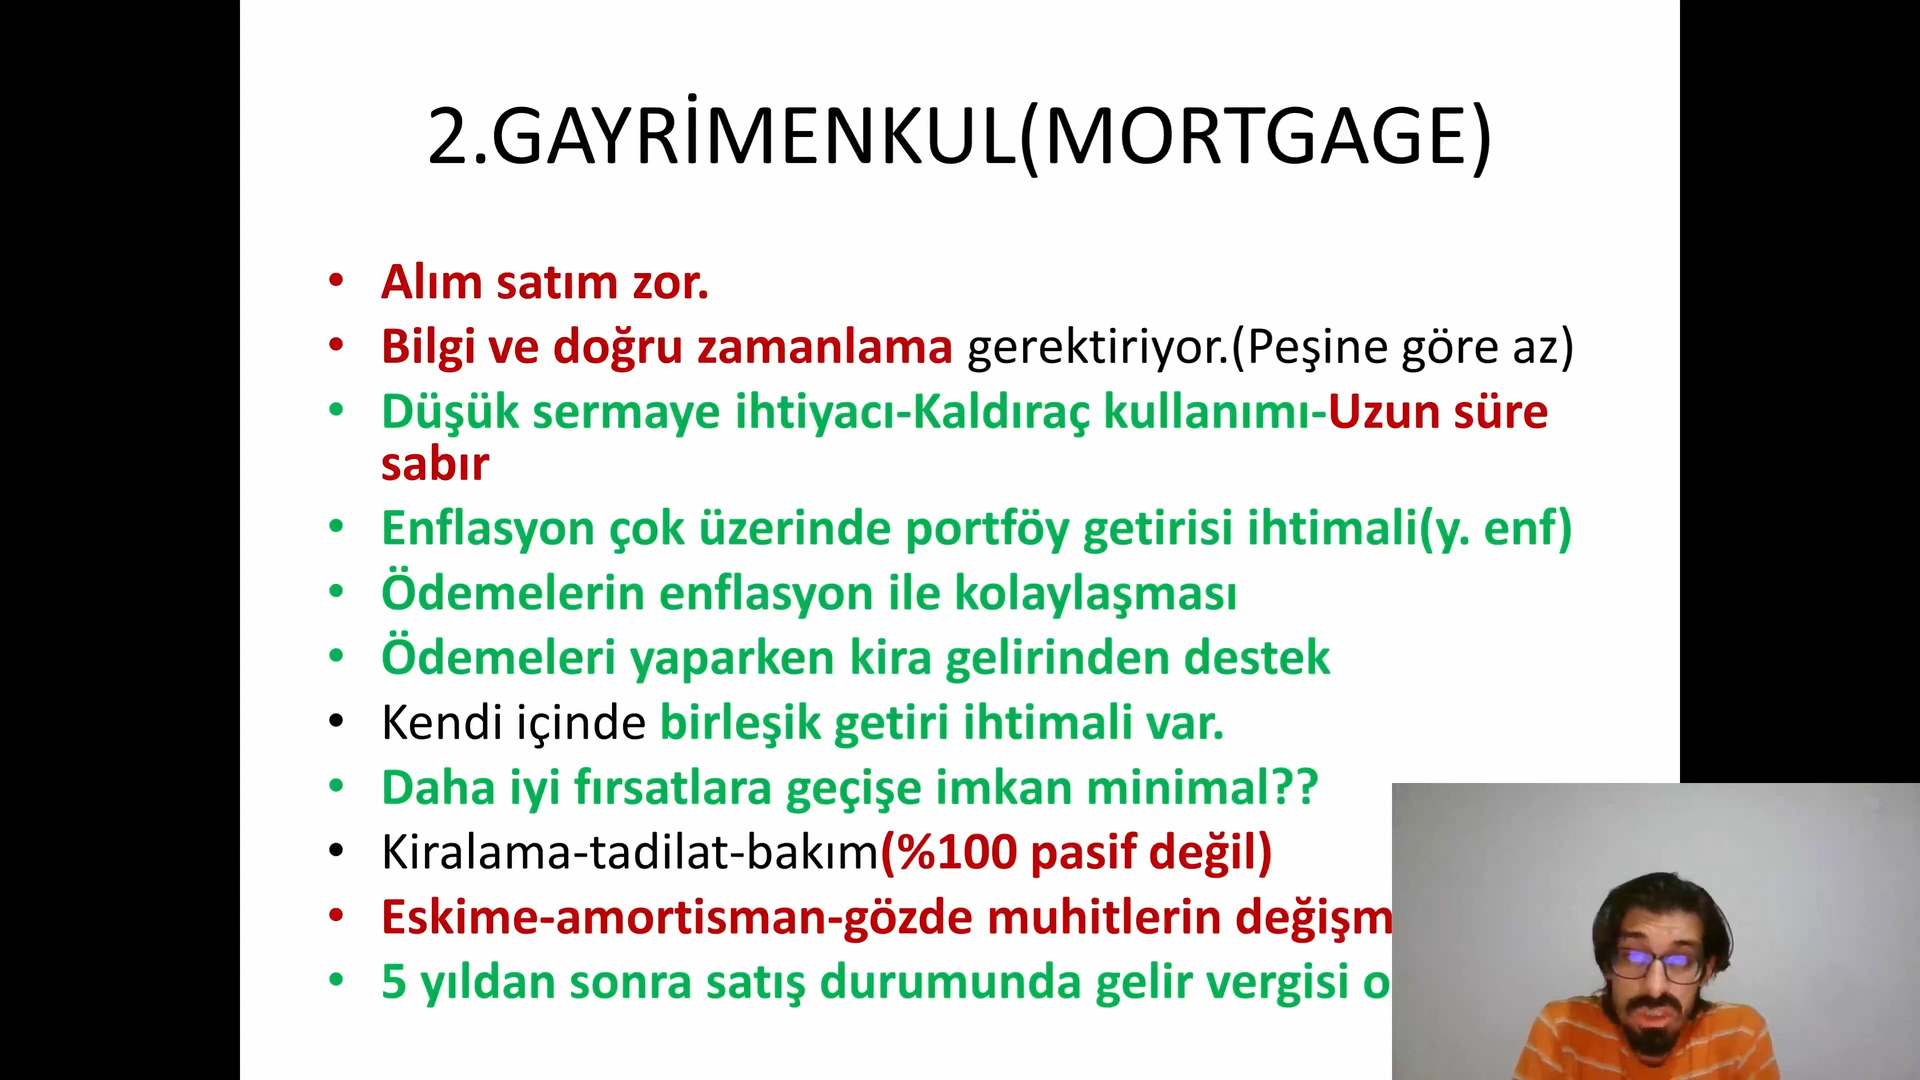 2.GAYRİMENKUL(MORTGAGE)
• Alım satım zor.
• Bilgi ve doğru zamanlama gerektiriyor.(Peşine göre az)
• Düşük sermaye ihtiyacı-Kaldıraç kullanımı-Uzun süre
sabır
• Enflasyon çok üzerinde portföy getirisi ihtimali(y. enf)
• Ödemelerin enflasyon ile kolaylaşması
• Ödemeleri yaparken kira gelirinden destek
• Kendi içinde birleşik getiri ihtimali var.
• Daha iyi fırsatlara geçişe imkan minimal??
• Kiralama-tadilat-bakım(%100 pasif değil)
• Eskime-amortisman-gözde muhitlerin değişm
• 5 yıldan sonra satış durumunda gelir vergisi o